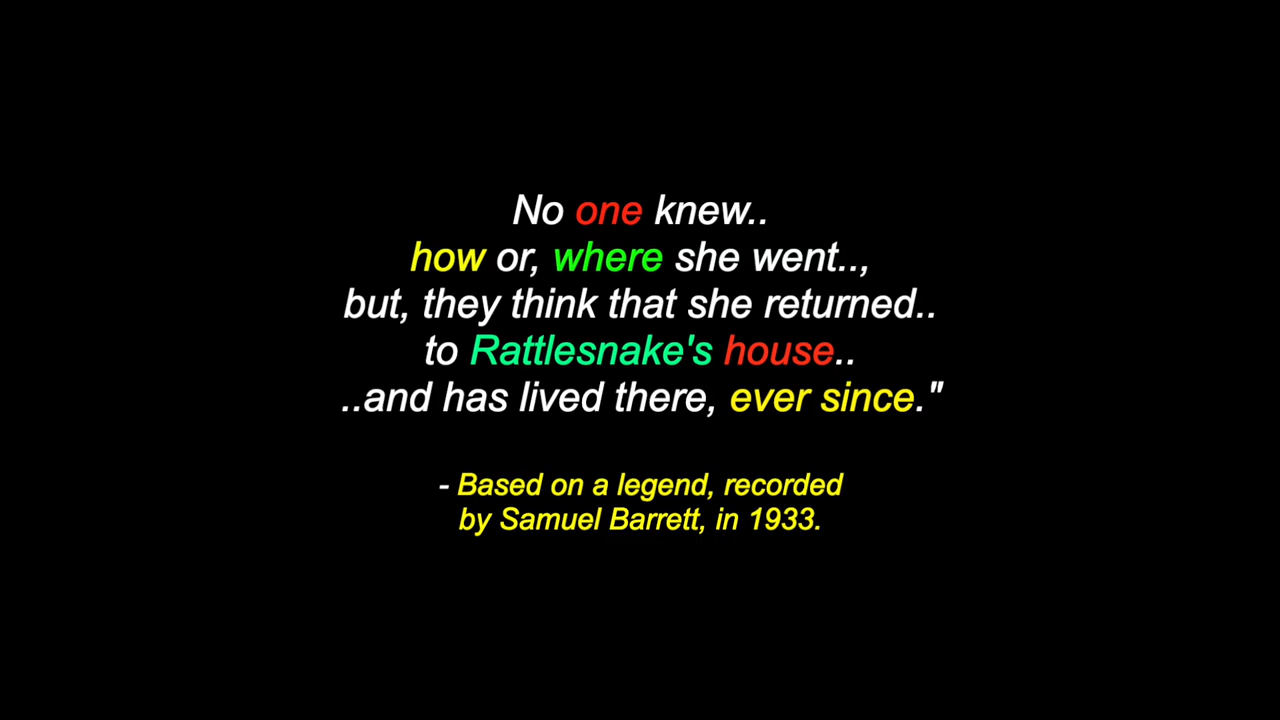 No one knew..
how or, where she went..,
but, they think that she returned..
to Rattlesnake's house..
..and has lived there, ever since."
- Based on a legend, recorded
by Samuel Barrett, in 1933.